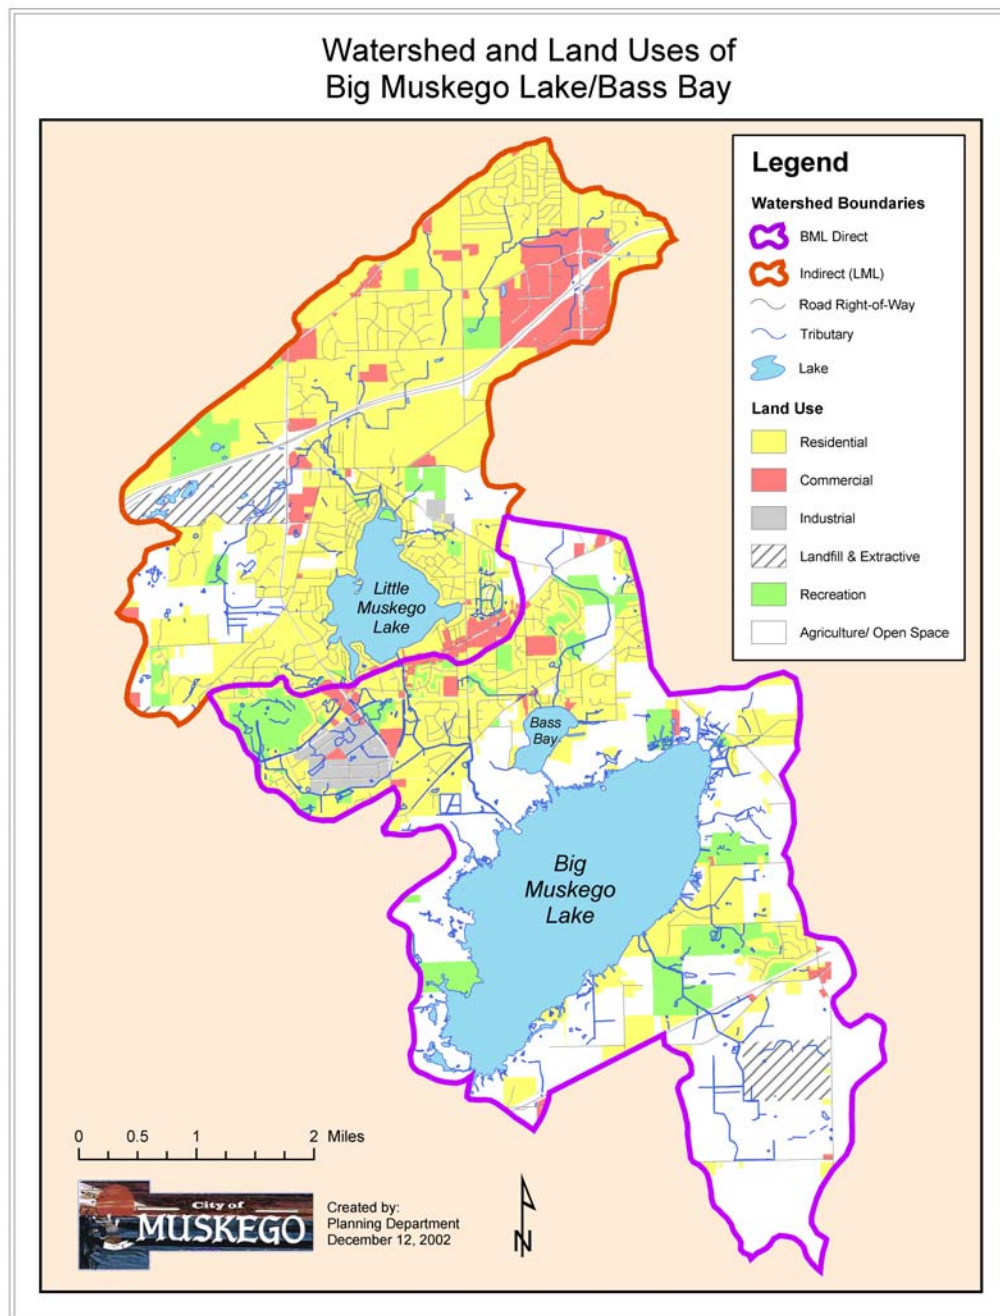 Watershed and Land Uses of
Big Muskego Lake/Bass Bay
Legend
Watershed Boundaries
BML Direct
Indirect (LML)
Road Right-of-Way
Tributary
Lake
Land Use
Residential
Commercial
Industrial
Landfill & Extractive
Recreation
Agriculture/ Open Space
Little
Muskego
Lake
Bass
Bay
Big
Muskego
Lake
0 0.5 1 2 Miles
City of
MUSKEGO
Created by:
Planning Department
December 12, 2002
N